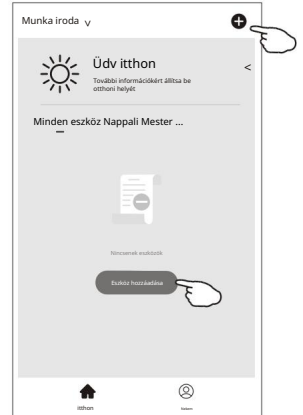 Munka iroda v
Üdv itthon
<
További információkért állítsa be
otthoni helyét
Minden eszköz Nappali Mester ...
Nincsenek eszközök
Eszköz hozzáadása
itthon